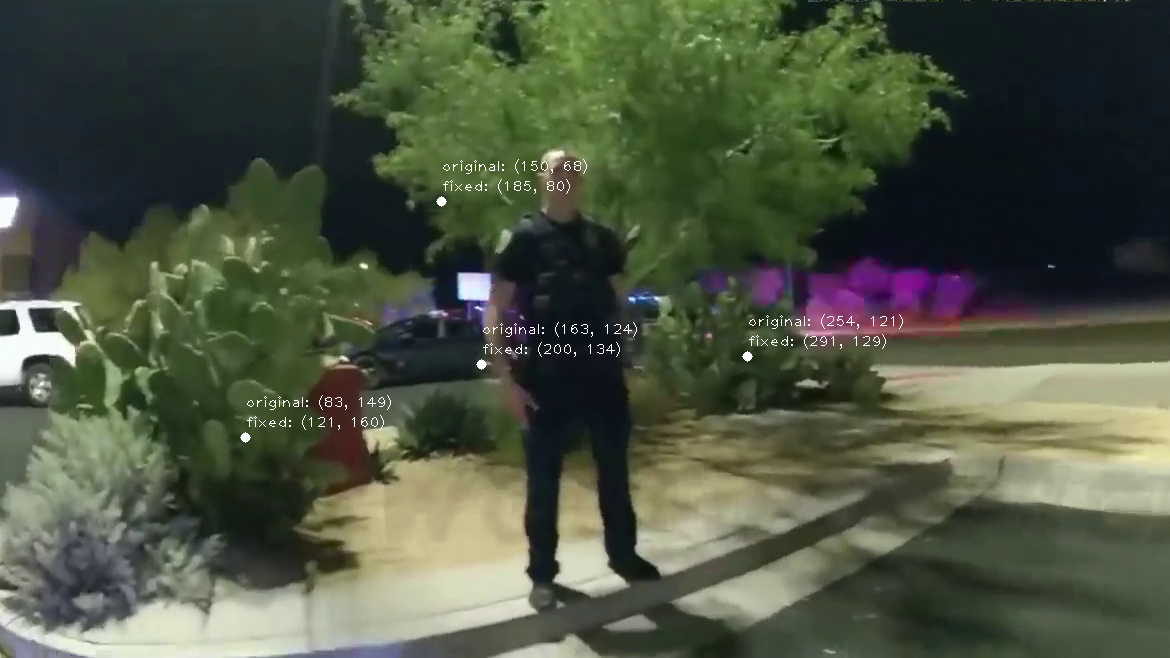 original: (150, 68)
fixed: (185, 80)
original: (163, 124)
fixed: (200, 134)
original: (254, 121)
fixed: (291, 129)
original: (83, 149)
fixed: (121, 160)